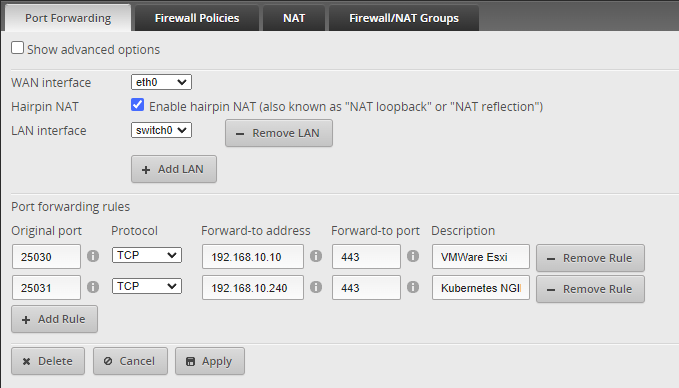 Port Forwarding Firewall Policies NAT Firewall/NAT Groups
Show advanced options
WAN interface eth0
Hairpin NAT Enable hairpin NAT (also known as "NAT loopback" or "NAT reflection")
LAN interface switch0 − Remove LAN
+ Add LAN
Port forwarding rules
Original port Protocol Forward-to address Forward-to port Description
25030 TCP 192.168.10.10 443 VMWare Esxi − Remove Rule
25031 TCP 192.168.10.240 443 Kubernetes NGI − Remove Rule
+ Add Rule
Delete Cancel Apply